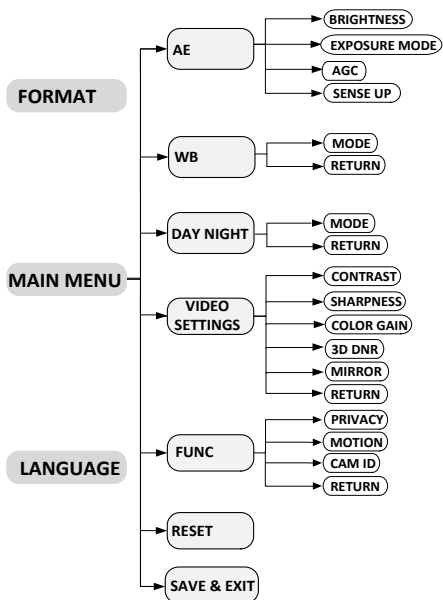 FORMAT
MAIN MENU
LANGUAGE
AE
BRIGHTNESS
EXPOSURE MODE
AGC
SENSE UP
WB
MODE
RETURN
DAY NIGHT
MODE
RETURN
VIDEO
SETTINGS
CONTRAST
SHARPNESS
COLOR GAIN
3D DNR
MIRROR
RETURN
FUNC
PRIVACY
MOTION
CAM ID
RETURN
RESET
SAVE & EXIT